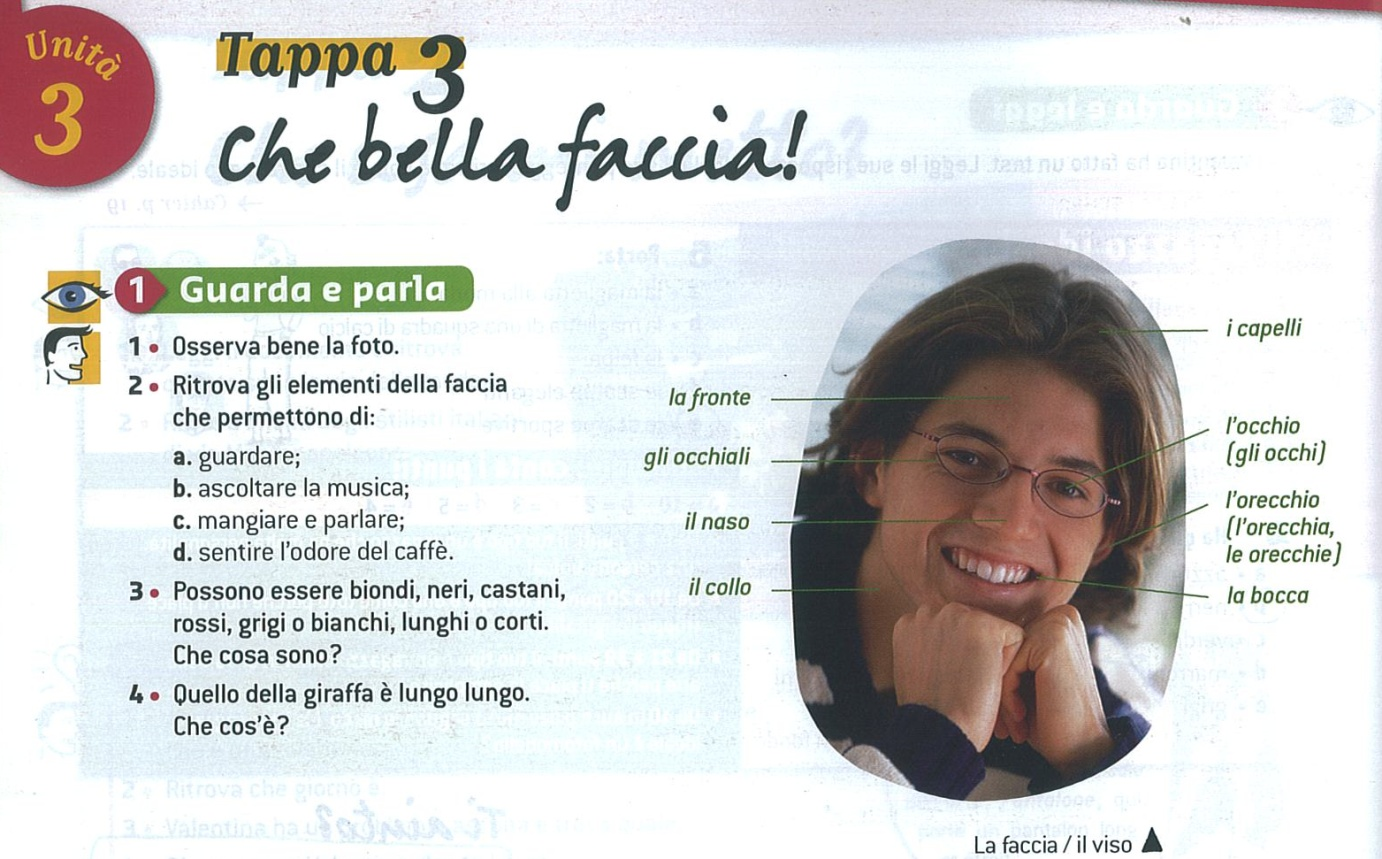 Unità
3
Tappa 3
Che bella faccia!
1 Guarda e parla
1 • Osserva bene la foto.
2 • Ritrova gli elementi della faccia
che permettono di:
a. guardare;
b. ascoltare la musica;
c. mangiare e parlare;
d. sentire l'odore del caffè.
3 • Possono essere biondi, neri, castani,
rossi, grigi o bianchi, lunghi o corti.
Che cosa sono?
4 • Quello della giraffa è lungo lungo.
Che cos'è?
la fronte
gli occhiali
il naso
il collo
i capelli
l'occhio
(gli occhi)
l'orecchio
(l'orecchia,
le orecchie)
la bocca
La faccia / il viso ▲